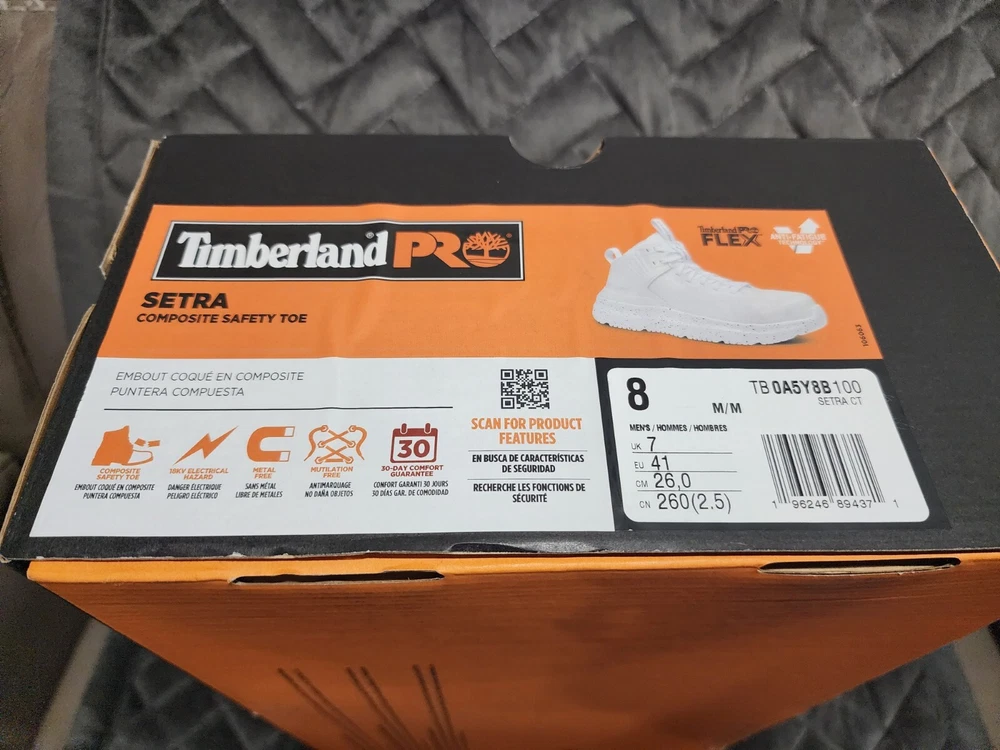 Timberland PRO
SETRA
COMPOSITE SAFETY TOE
Timberland PRO
FLEX
ANTI-FATIGUE
TECHNOLOGY
106063
EMBOUT COQUÉ EN COMPOSITE
PUNTERA COMPUESTA
COMPOSITE
SAFETY TOE
EMBOUT COQUÉ EN COMPOSITE
PUNTERA COMPUESTA
18KV ELECTRICAL
HAZARD
DANGER ÉLECTRIQUE
PELIGRO ELÉCTRICO
METAL
FREE
SANS MÉTAL
LIBRE DE METALES
MUTILATION
FREE
ANTIMARQUAGE
NO DAÑA OBJETOS
30
30-DAY COMFORT
GUARANTEE
CONFORT GARANTI 30 JOURS
30 DÍAS GAR. DE COMODIDAD
SCAN FOR PRODUCT
FEATURES
EN BUSCA DE CARACTERÍSTICAS
DE SEGURIDAD
RECHERCHE LES FONCTIONS DE
SÉCURITÉ
8
M/M
TB 0A5Y8B 100
SETRA CT
MEN'S / HOMMES / HOMBRES
UK 7
EU 41
CM 26,0
CN 260(2.5)
1 96246 89437 1